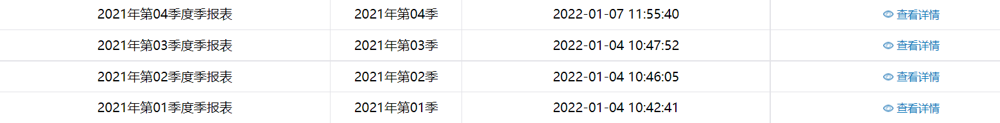 2021年第04季度季报表 2021年第04季 2022-01-07 11:55:40 查看详情
2021年第03季度季报表 2021年第03季 2022-01-04 10:47:52 查看详情
2021年第02季度季报表 2021年第02季 2022-01-04 10:46:05 查看详情
2021年第01季度季报表 2021年第01季 2022-01-04 10:42:41 查看详情